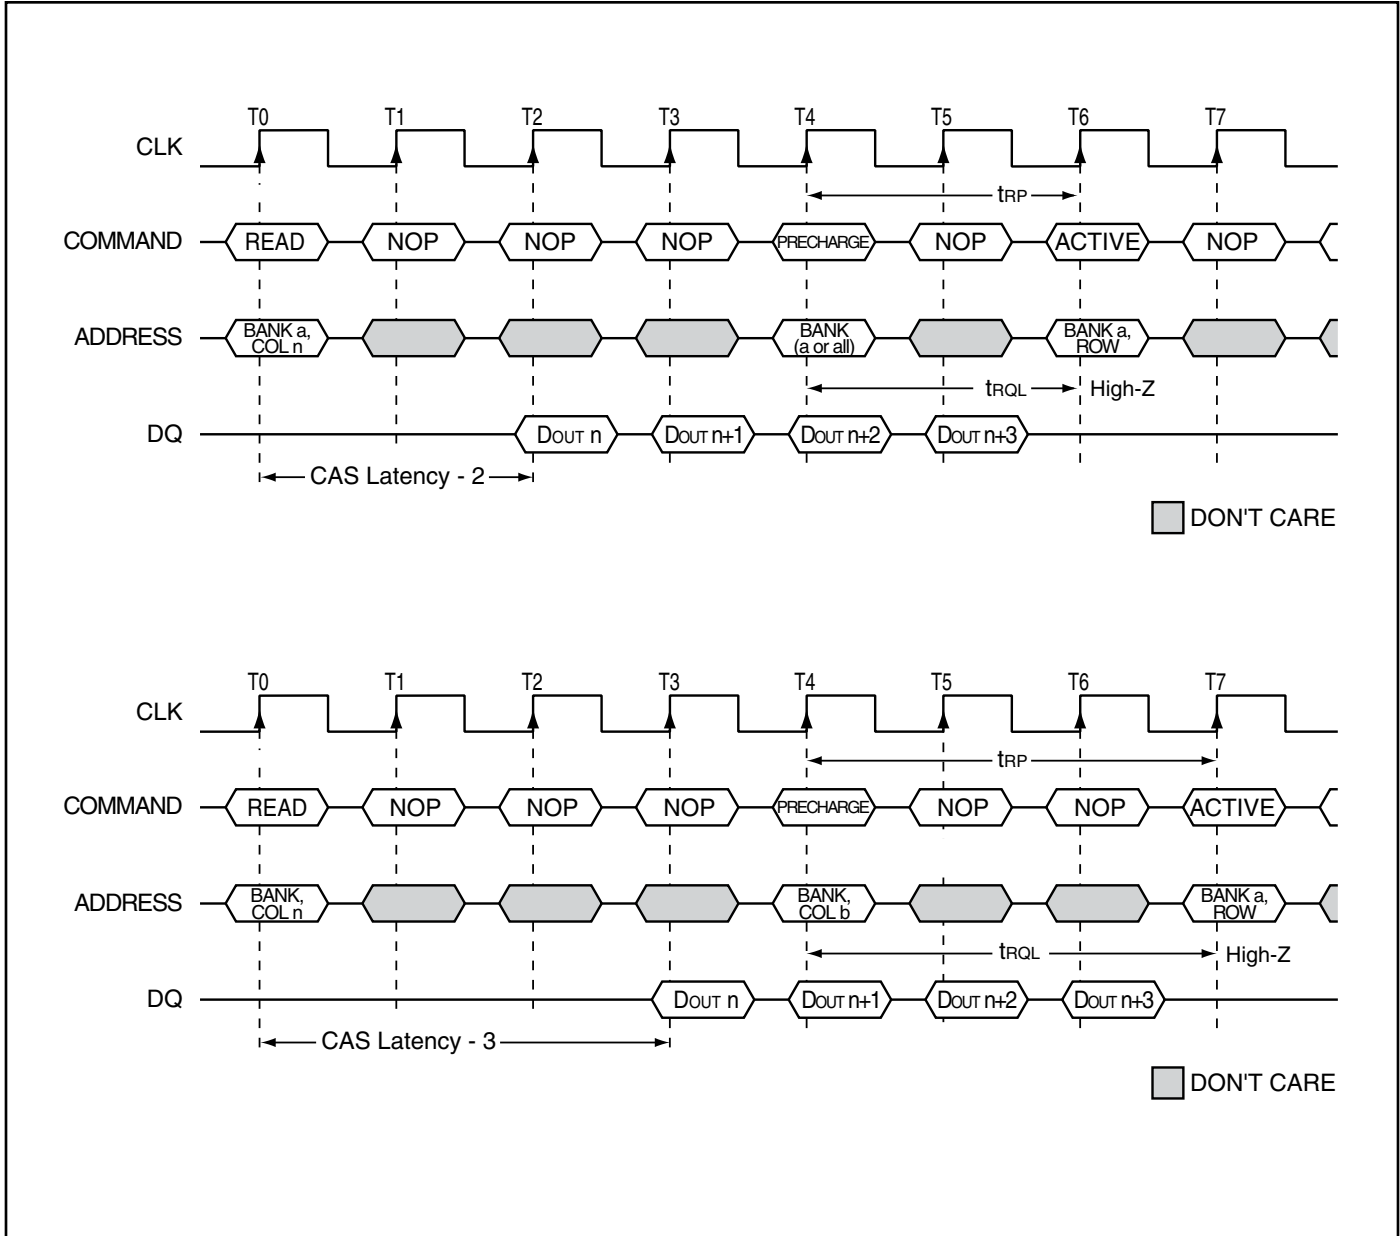 T0 T1 T2 T3 T4 T5 T6 T7
CLK
tRP
COMMAND READ NOP NOP NOP PRECHARGE NOP ACTIVE NOP
ADDRESS BANK a, COL n BANK (a or all) BANK a, ROW
tRQL High-Z
DQ DOUT n DOUT n+1 DOUT n+2 DOUT n+3
CAS Latency - 2
DON'T CARE
T0 T1 T2 T3 T4 T5 T6 T7
CLK
tRP
COMMAND READ NOP NOP NOP PRECHARGE NOP NOP ACTIVE
ADDRESS BANK, COL n BANK, COL b BANK a, ROW
tRQL High-Z
DQ DOUT n DOUT n+1 DOUT n+2 DOUT n+3
CAS Latency - 3
DON'T CARE